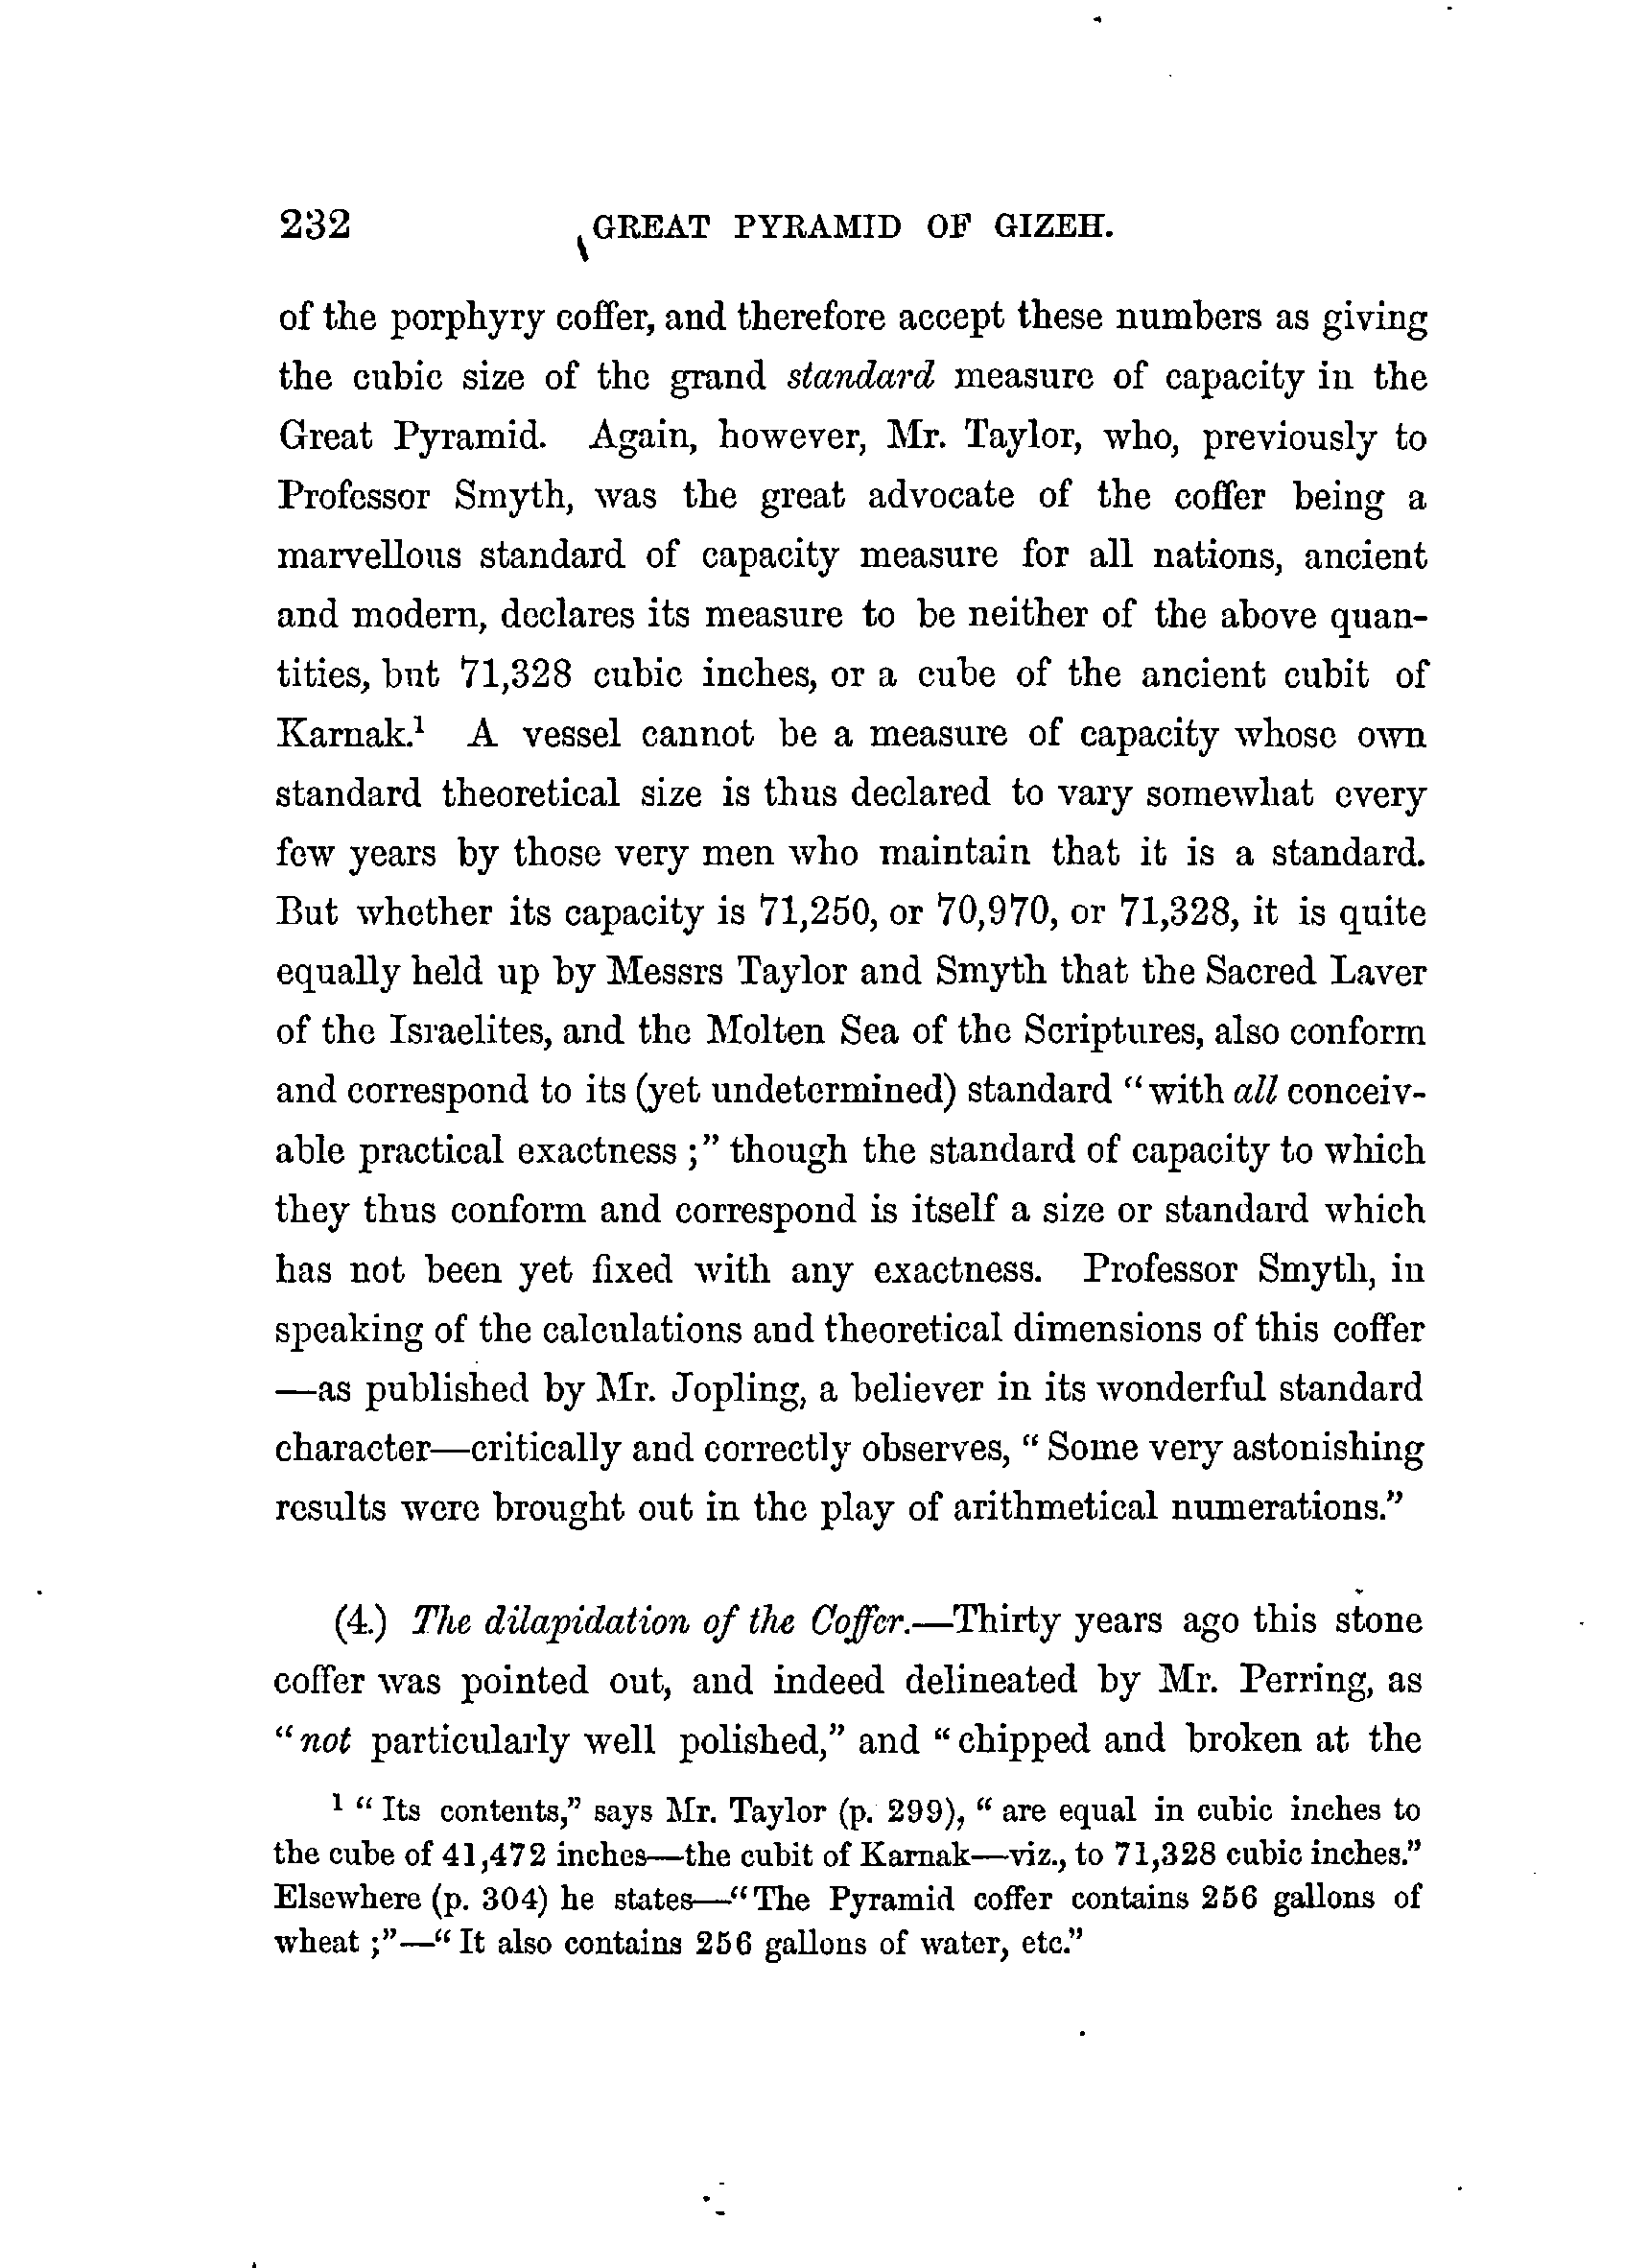 232 GREAT PYRAMID OF GIZEH.
of the porphyry coffer, and therefore accept these numbers as giving
the cubic size of the grand standard measure of capacity in the
Great Pyramid. Again, however, Mr. Taylor, who, previously to
Professor Smyth, was the great advocate of the coffer being a
marvellous standard of capacity measure for all nations, ancient
and modern, declares its measure to be neither of the above quan-
tities, but 71,328 cubic inches, or a cube of the ancient cubit of
Karnak.¹ A vessel cannot be a measure of capacity whose own
standard theoretical size is thus declared to vary somewhat every
few years by those very men who maintain that it is a standard.
But whether its capacity is 71,250, or 70,970, or 71,328, it is quite
equally held up by Messrs Taylor and Smyth that the Sacred Laver
of the Israelites, and the Molten Sea of the Scriptures, also conform
and correspond to its (yet undetermined) standard “with all conceiv-
able practical exactness ;” though the standard of capacity to which
they thus conform and correspond is itself a size or standard which
has not been yet fixed with any exactness. Professor Smyth, in
speaking of the calculations and theoretical dimensions of this coffer
—as published by Mr. Jopling, a believer in its wonderful standard
character—critically and correctly observes, “ Some very astonishing
results were brought out in the play of arithmetical numerations.”
(4.) The dilapidation of the Coffer.—Thirty years ago this stone
coffer was pointed out, and indeed delineated by Mr. Perring, as
“not particularly well polished,” and “ chipped and broken at the
¹ “ Its contents,” says Mr. Taylor (p. 299), “ are equal in cubic inches to
the cube of 41,472 inches—the cubit of Karnak—viz., to 71,328 cubic inches.”
Elsewhere (p. 304) he states—“The Pyramid coffer contains 256 gallons of
wheat ;”—“ It also contains 256 gallons of water, etc.”